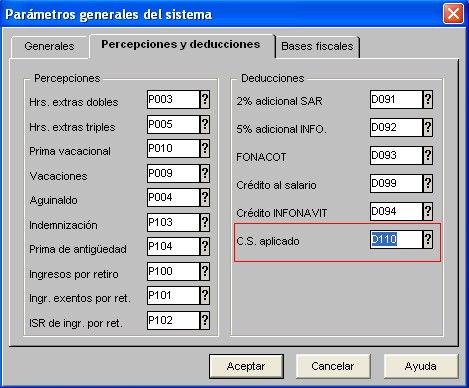 Parámetros generales del sistema
Generales
Percepciones y deducciones
Bases fiscales
Percepciones
Hrs. extras dobles P003 ?
Hrs. extras triples P005 ?
Prima vacacional P010 ?
Vacaciones P009 ?
Aguinaldo P004 ?
Indemnización P103 ?
Prima de antigüedad P104 ?
Ingresos por retiro P100 ?
Ingr. exentos por ret. P101 ?
ISR de ingr. por ret. P102 ?
Deducciones
2% adicional SAR D091 ?
5% adicional INFO. D092 ?
FONACOT D093 ?
Crédito al salario D099 ?
Crédito INFONAVIT D094 ?
C.S. aplicado D110 ?
Aceptar
Cancelar
Ayuda